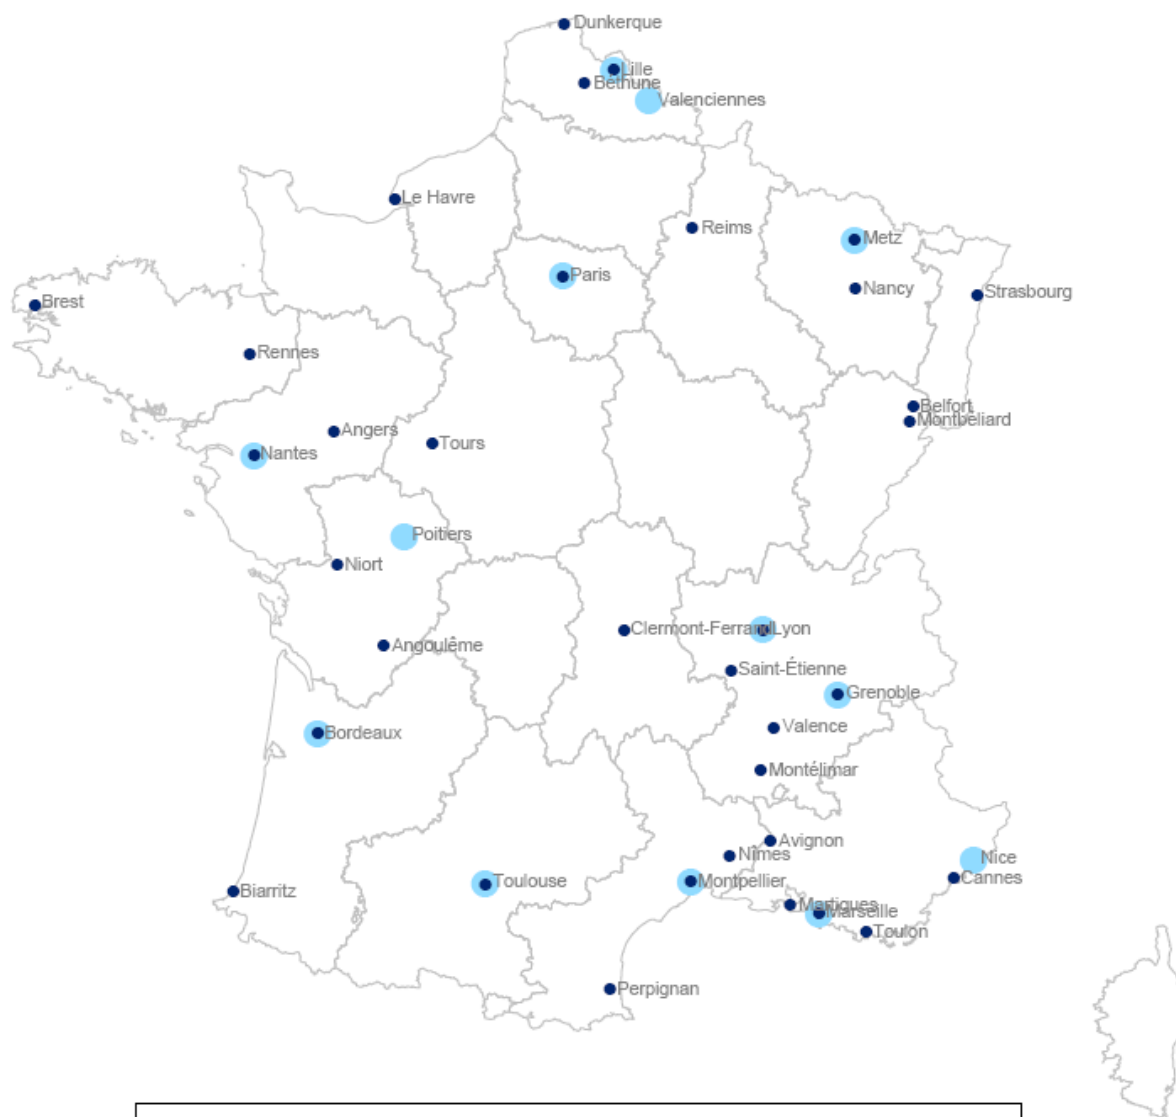 Dunkerque
Lille
Béthune
Valenciennes
Le Havre
Reims
Metz
Paris
Nancy
Strasbourg
Brest
Rennes
Belfort
Montbéliard
Angers
Tours
Nantes
Poitiers
Niort
Clermont-Ferrand
Lyon
Angoulême
Saint-Étienne
Grenoble
Valence
Bordeaux
Montélimar
Avignon
Nîmes
Nice
Cannes
Toulouse
Montpellier
Biarritz
Martigues
Marseille
Toulon
Perpignan